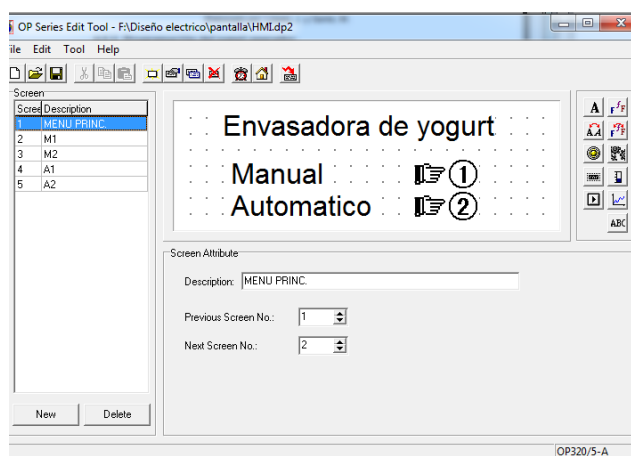 OP Series Edit Tool - F:\Diseño electrico\pantalla\HMI.dp2
ile Edit Tool Help
Screen
Scree Description
1 MENU PRINC.
2 M1
3 M2
4 A1
5 A2
New Delete
Envasadora de yogurt
Manual 1
Automatico 2
A
ABC
Screen Attribute
Description: MENU PRINC.
Previous Screen No.: 1
Next Screen No.: 2
OP320/5-A